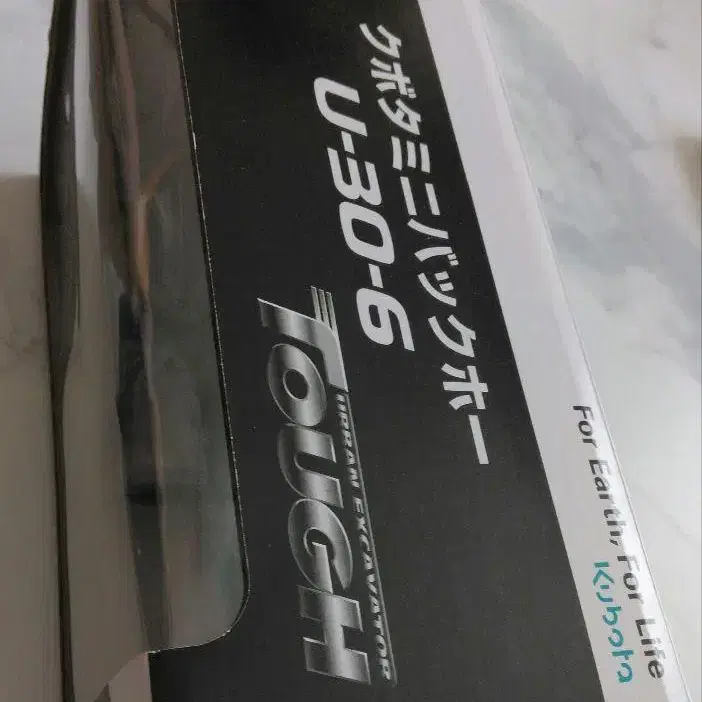 クボタミニバックホー
U-30-6
TOUGH
URBAN EXCAVATOR
For Earth, For Life
Kubota